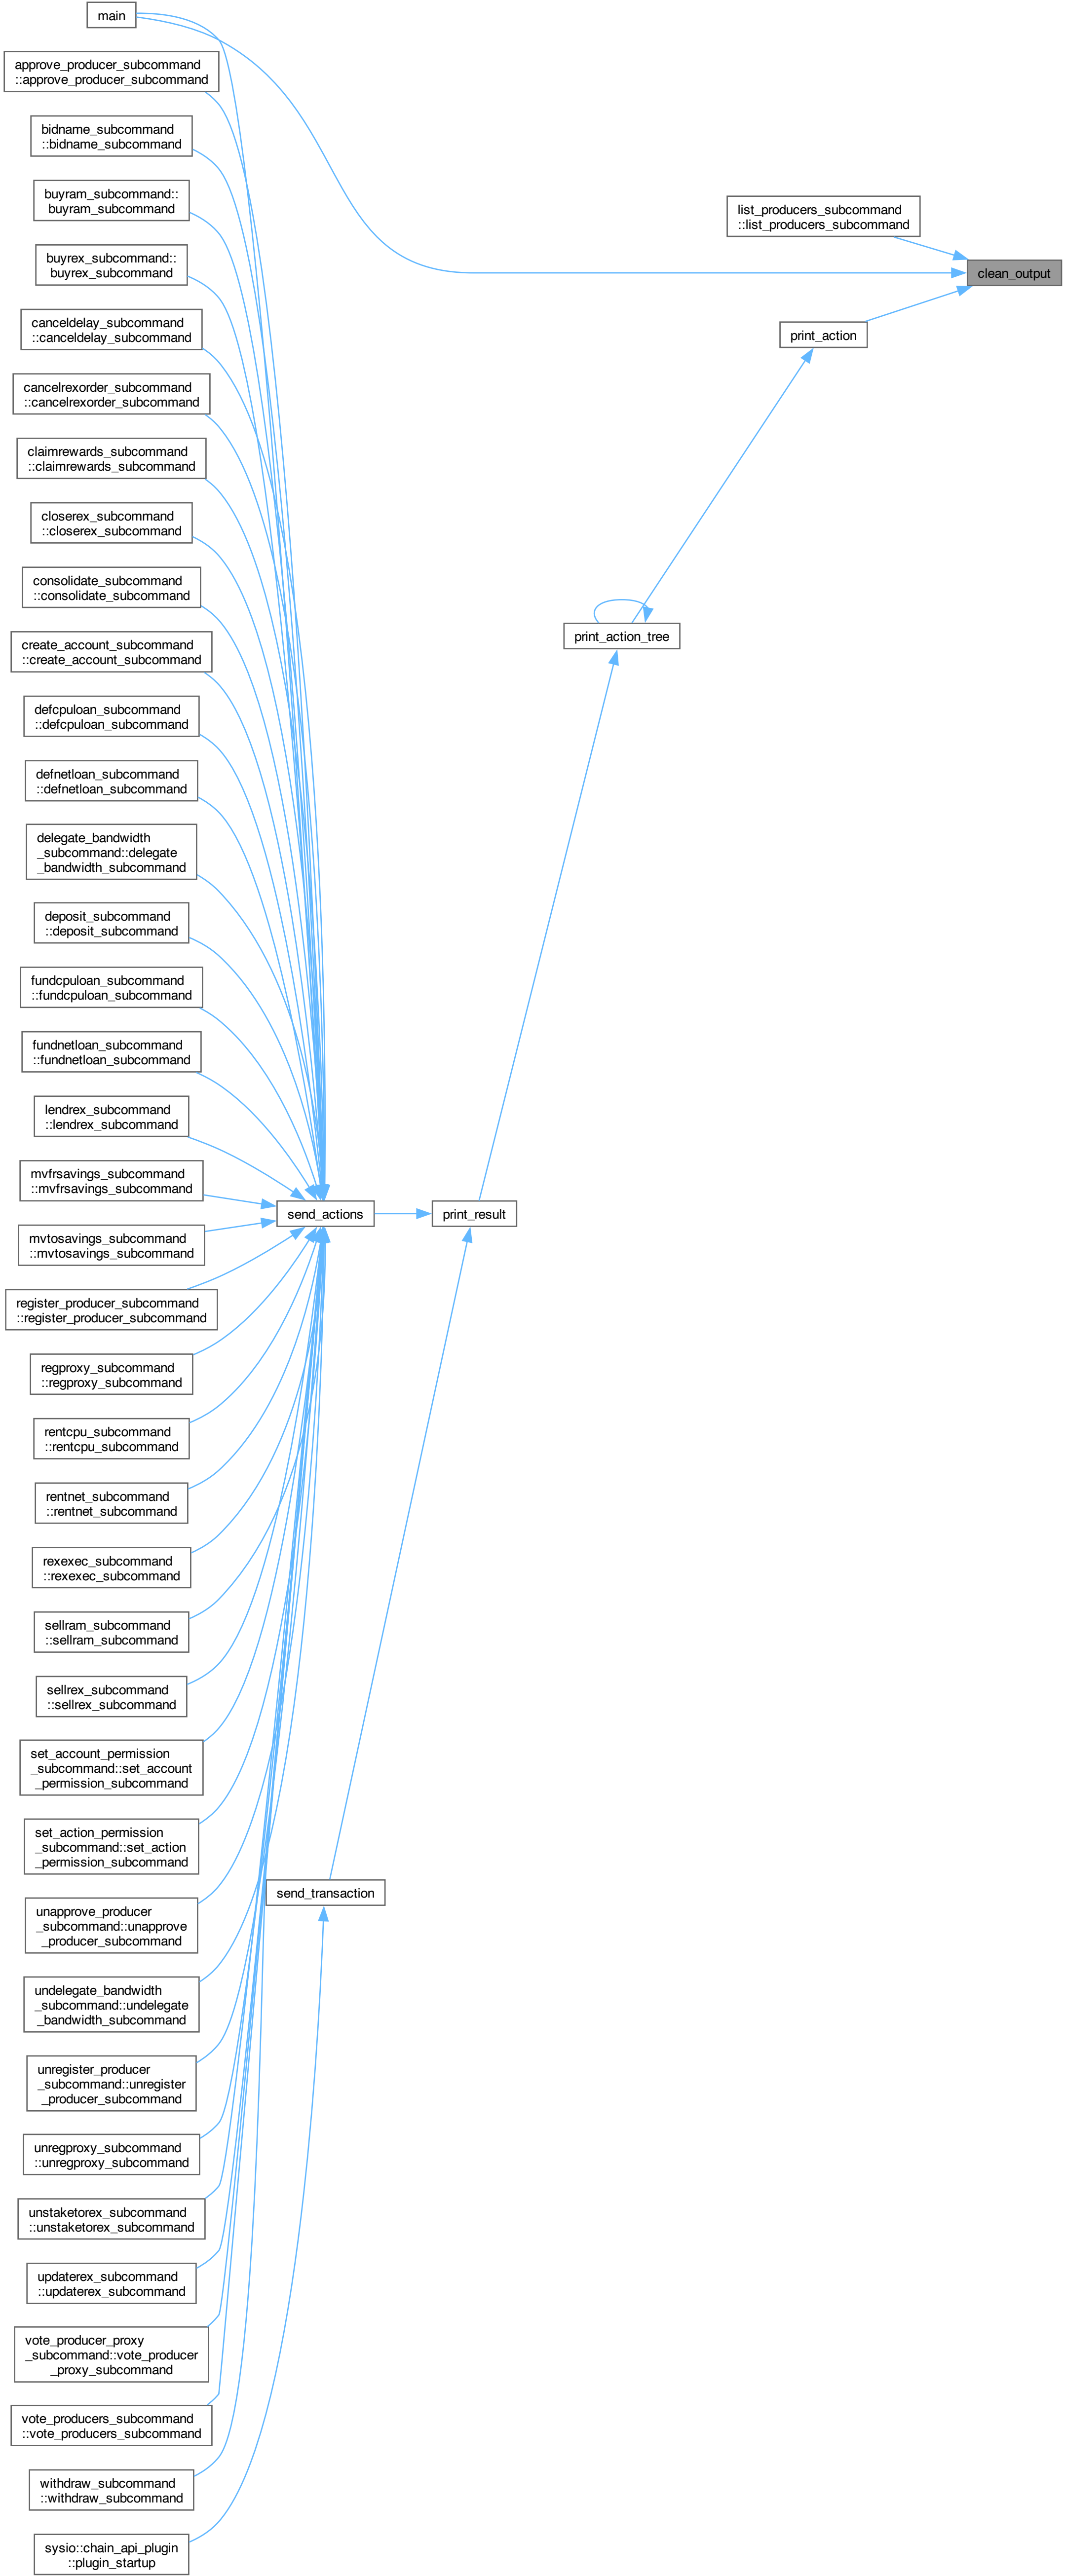 main
approve_producer_subcommand
::approve_producer_subcommand
bidname_subcommand
::bidname_subcommand
buyram_subcommand::
buyram_subcommand
buyrex_subcommand::
buyrex_subcommand
canceldelay_subcommand
::canceldelay_subcommand
cancelrexorder_subcommand
::cancelrexorder_subcommand
claimrewards_subcommand
::claimrewards_subcommand
closerex_subcommand
::closerex_subcommand
consolidate_subcommand
::consolidate_subcommand
create_account_subcommand
::create_account_subcommand
defcpuloan_subcommand
::defcpuloan_subcommand
defnetloan_subcommand
::defnetloan_subcommand
delegate_bandwidth
_subcommand::delegate
_bandwidth_subcommand
deposit_subcommand
::deposit_subcommand
fundcpuloan_subcommand
::fundcpuloan_subcommand
fundnetloan_subcommand
::fundnetloan_subcommand
lendrex_subcommand
::lendrex_subcommand
mvfrsavings_subcommand
::mvfrsavings_subcommand
mvtosavings_subcommand
::mvtosavings_subcommand
register_producer_subcommand
::register_producer_subcommand
regproxy_subcommand
::regproxy_subcommand
rentcpu_subcommand
::rentcpu_subcommand
rentnet_subcommand
::rentnet_subcommand
rexexec_subcommand
::rexexec_subcommand
sellram_subcommand
::sellram_subcommand
sellrex_subcommand
::sellrex_subcommand
set_account_permission
_subcommand::set_account
_permission_subcommand
set_action_permission
_subcommand::set_action
_permission_subcommand
unapprove_producer
_subcommand::unapprove
_producer_subcommand
undelegate_bandwidth
_subcommand::undelegate
_bandwidth_subcommand
unregister_producer
_subcommand::unregister
_producer_subcommand
unregproxy_subcommand
::unregproxy_subcommand
unstaketorex_subcommand
::unstaketorex_subcommand
updaterex_subcommand
::updaterex_subcommand
vote_producer_proxy
_subcommand::vote_producer
_proxy_subcommand
vote_producers_subcommand
::vote_producers_subcommand
withdraw_subcommand
::withdraw_subcommand
sysio::chain_api_plugin
::plugin_startup
send_actions
send_transaction
print_result
print_action_tree
list_producers_subcommand
::list_producers_subcommand
print_action
clean_output